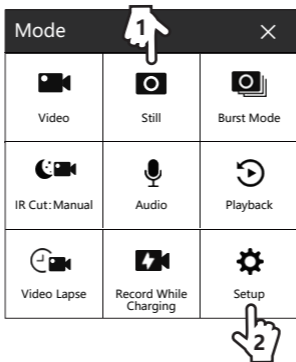 Mode
1
Video
Still
Burst Mode
IR Cut:Manual
Audio
Playback
Video Lapse
Record While
Charging
Setup
2